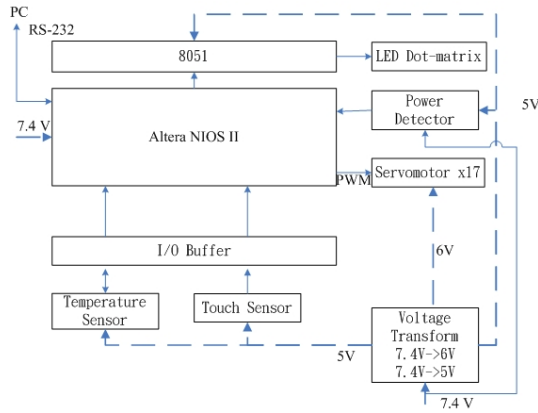 PC
RS-232
8051
LED Dot-matrix
Altera NIOS II
7.4 V
Power
Detector
5V
PWM
Servomotor x17
I/O Buffer
6V
Temperature
Sensor
Touch Sensor
Voltage
Transform
7.4V->6V
7.4V->5V
5V
7.4 V